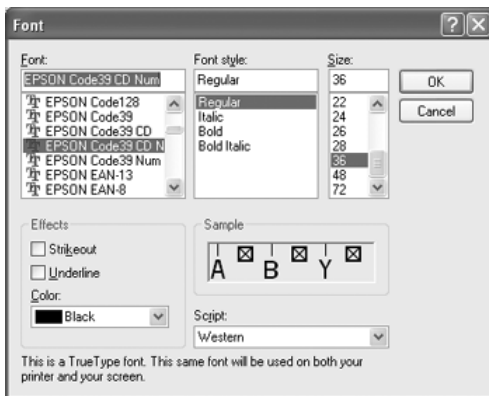 Font
Font:
EPSON Code39 CD Num
EPSON Code128
EPSON Code39
EPSON Code39 CD
EPSON Code39 CD N
EPSON Code39 Num
EPSON EAN-13
EPSON EAN-8
Font style:
Regular
Regular
Italic
Bold
Bold Italic
Size:
36
22
24
26
28
36
48
72
OK
Cancel
Effects
Strikeout
Underline
Color:
Black
Sample
A B Y
Script:
Western
This is a TrueType font. This same font will be used on both your
printer and your screen.